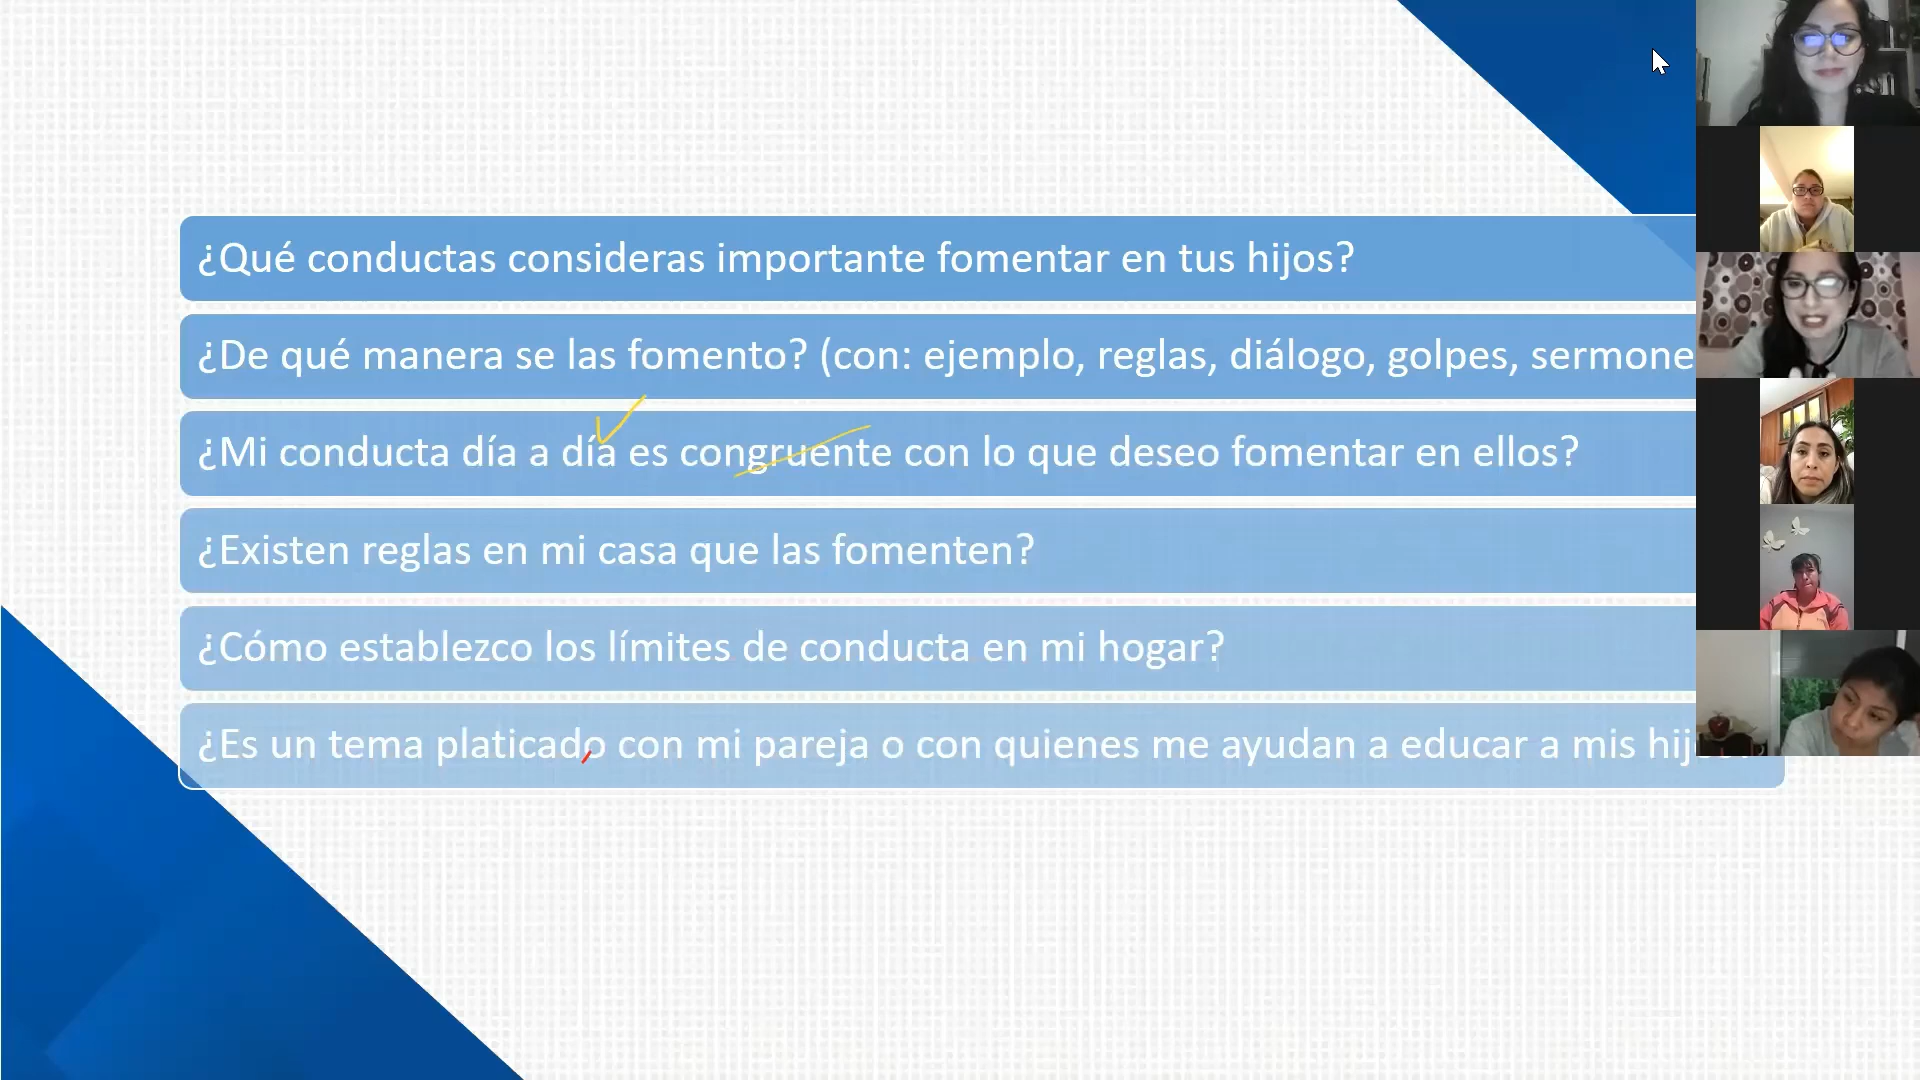 ¿Qué conductas consideras importante fomentar en tus hijos?
¿De qué manera se las fomento? (con: ejemplo, reglas, diálogo, golpes,
¿Mi conducta día a día es congruente con lo que deseo fomentar en ellos?
¿Existen reglas en mi casa que las fomenten?
¿Cómo establezco los límites de conducta en mi hogar?
¿Es un tema platicado con mi pareja o con quienes me ayudan a educar a mis